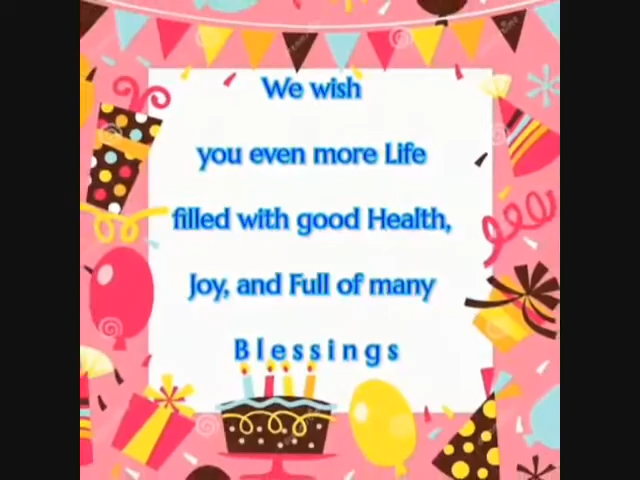 We wish
you even more Life
filled with good Health,
Joy, and Full of many
Blessings